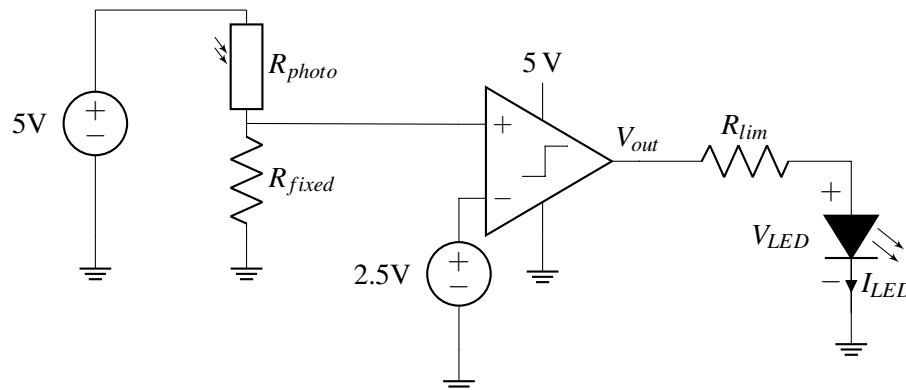 5V
+
−
R_photo
R_fixed
2.5V
+
−
+
−
5 V
V_out
R_lim
+
V_LED
−
I_LED